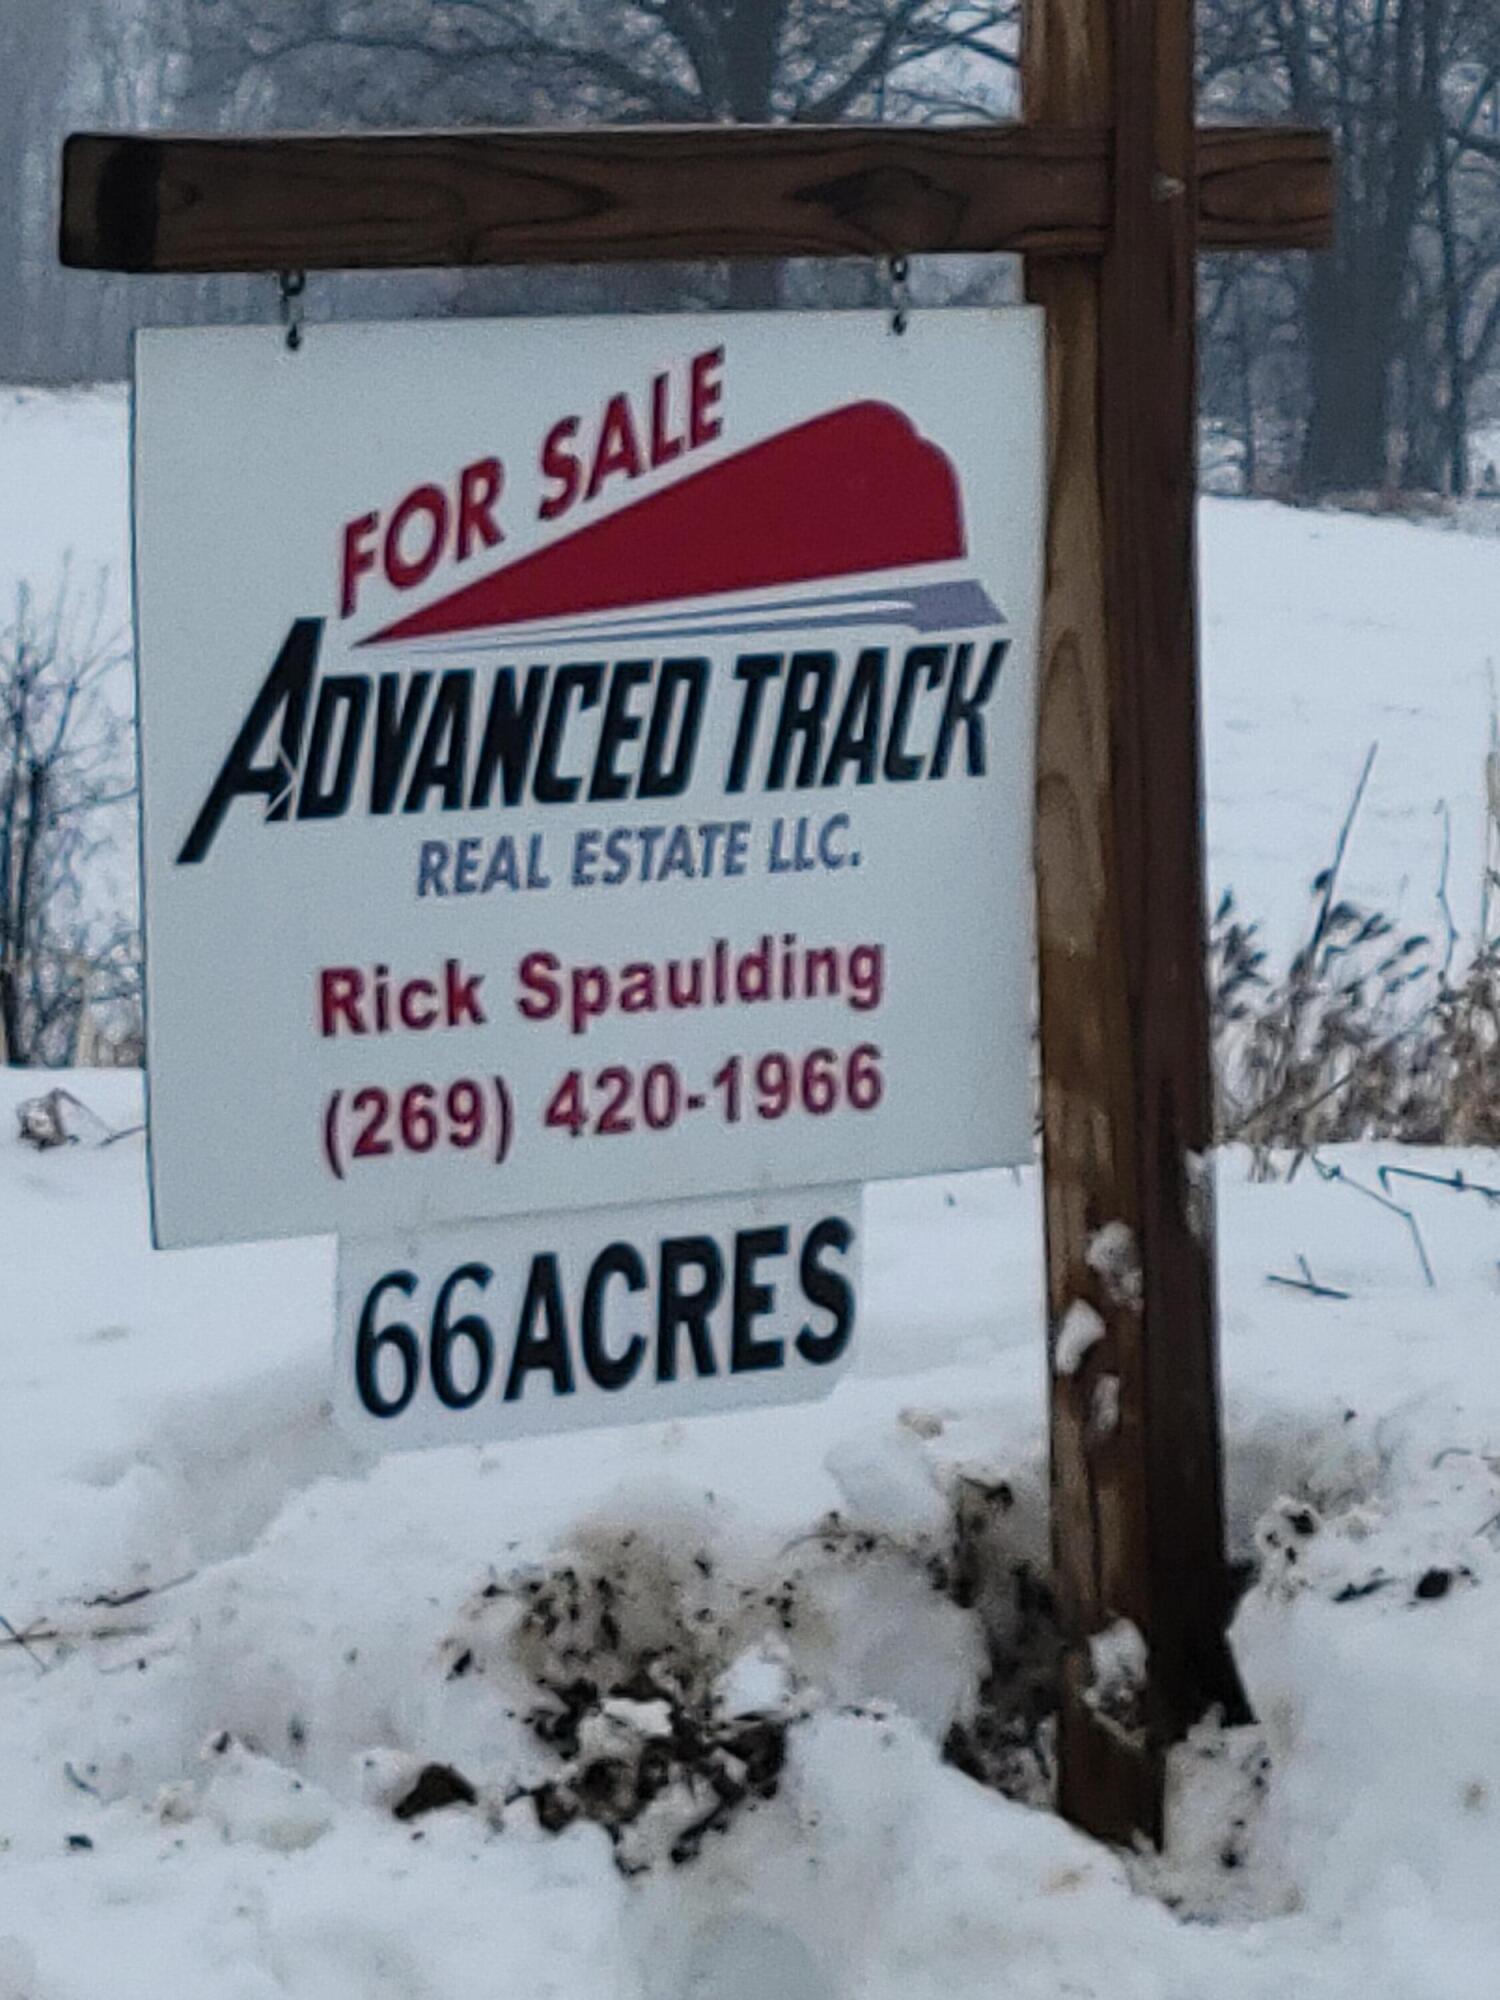 FOR SALE
ADVANCED TRACK
REAL ESTATE LLC.
Rick Spaulding
(269) 420-1966
66ACRES